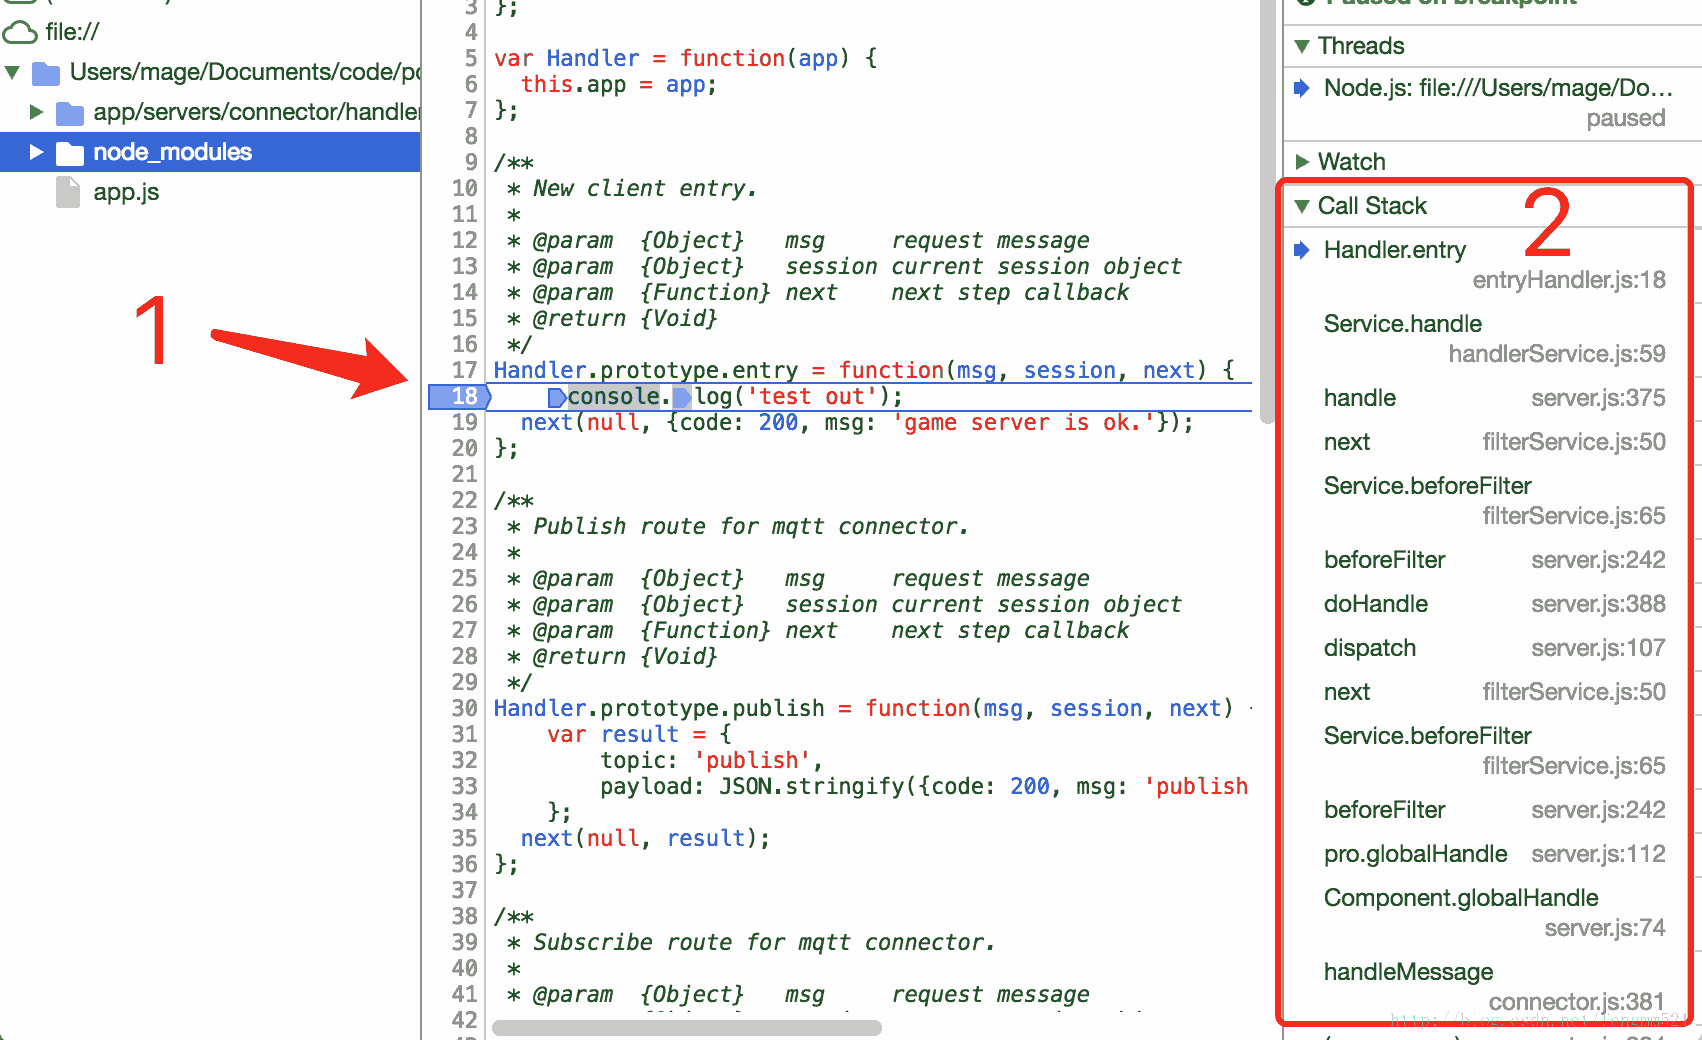 file://
Users/mage/Documents/code/po
app/servers/connector/handler
node_modules
app.js
1
3 };
4
5 var Handler = function(app) {
6   this.app = app;
7 };
8
9 /**
10  * New client entry.
11  *
12  * @param  {Object}   msg     request message
13  * @param  {Object}   session current session object
14  * @param  {Function} next    next step callback
15  * @return {Void}
16  */
17 Handler.prototype.entry = function(msg, session, next) {
18     console.log('test out');
19   next(null, {code: 200, msg: 'game server is ok.'});
20 };
21
22 /**
23  * Publish route for mqtt connector.
24  *
25  * @param  {Object}   msg     request message
26  * @param  {Object}   session current session object
27  * @param  {Function} next    next step callback
28  * @return {Void}
29  */
30 Handler.prototype.publish = function(msg, session, next)
31     var result = {
32         topic: 'publish',
33         payload: JSON.stringify({code: 200, msg: 'publish
34     };
35   next(null, result);
36 };
37
38 /**
39  * Subscribe route for mqtt connector.
40  *
41  * @param  {Object}   msg     request message
42
Paused on breakpoint
Threads
Node.js: file:///Users/mage/Do...
paused
Watch
Call Stack
2
Handler.entry
entryHandler.js:18
Service.handle
handlerService.js:59
handle server.js:375
next filterService.js:50
Service.beforeFilter
filterService.js:65
beforeFilter server.js:242
doHandle server.js:388
dispatch server.js:107
next filterService.js:50
Service.beforeFilter
filterService.js:65
beforeFilter server.js:242
pro.globalHandle server.js:112
Component.globalHandle
server.js:74
handleMessage
connector.js:381